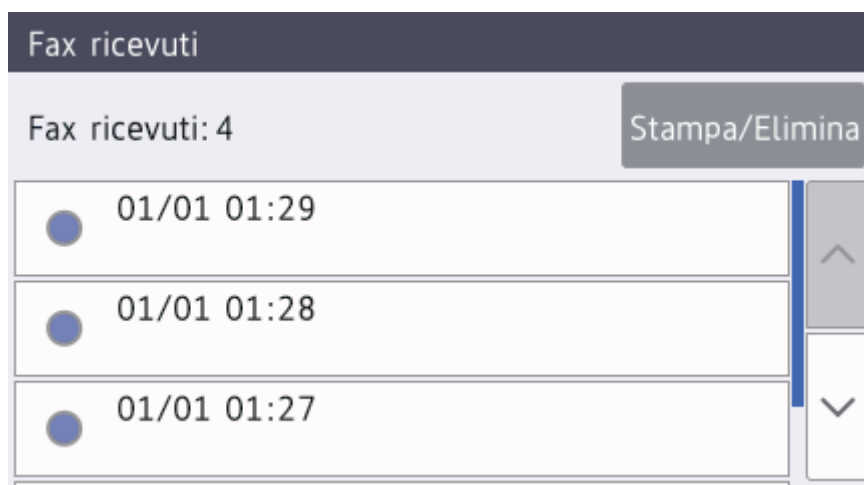 Fax ricevuti
Fax ricevuti: 4
Stampa/Elimina
01/01 01:29
01/01 01:28
01/01 01:27